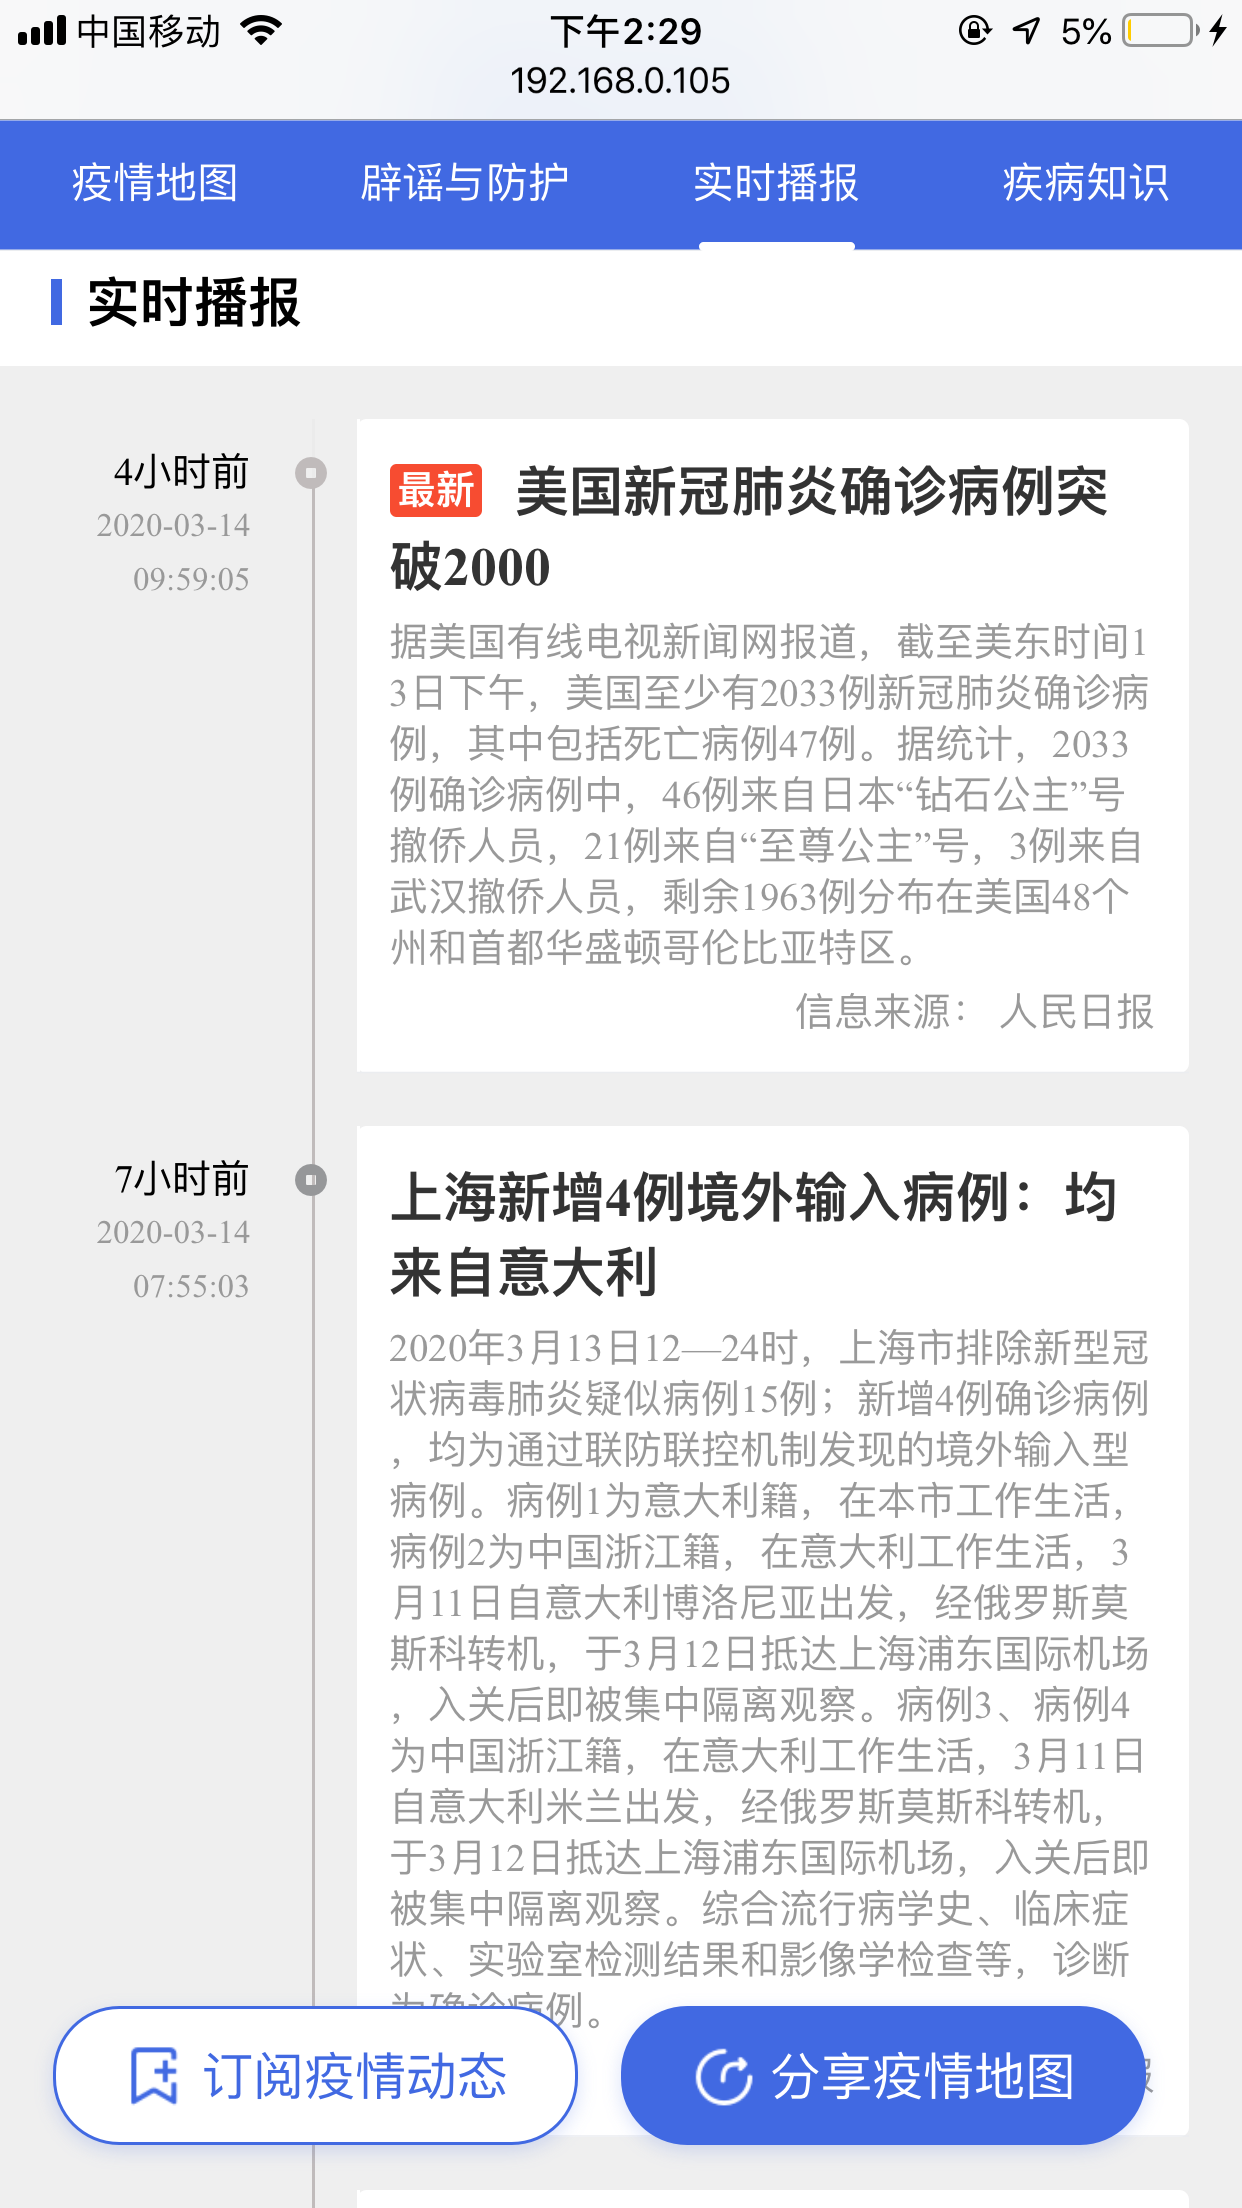 中国移动
下午2:29
5%
192.168.0.105
疫情地图
辟谣与防护
实时播报
疾病知识
实时播报
4小时前
2020-03-14
09:59:05
最新 美国新冠肺炎确诊病例突
破2000
据美国有线电视新闻网报道，截至美东时间1
3日下午，美国至少有2033例新冠肺炎确诊病
例，其中包括死亡病例47例。据统计，2033
例确诊病例中，46例来自日本“钻石公主”号
撤侨人员，21例来自“至尊公主”号，3例来自
武汉撤侨人员，剩余1963例分布在美国48个
州和首都华盛顿哥伦比亚特区。
信息来源： 人民日报
7小时前
2020-03-14
07:55:03
上海新增4例境外输入病例：均
来自意大利
2020年3月13日12—24时，上海市排除新型冠
状病毒肺炎疑似病例15例；新增4例确诊病例
，均为通过联防联控机制发现的境外输入型
病例。病例1为意大利籍，在本市工作生活，
病例2为中国浙江籍，在意大利工作生活，3
月11日自意大利博洛尼亚出发，经俄罗斯莫
斯科转机，于3月12日抵达上海浦东国际机场
，入关后即被集中隔离观察。病例3、病例4
为中国浙江籍，在意大利工作生活，3月11日
自意大利米兰出发，经俄罗斯莫斯科转机，
于3月12日抵达上海浦东国际机场，入关后即
被集中隔离观察。综合流行病学史、临床症
状、实验室检测结果和影像学检查等，诊断
为确诊病例。
订阅疫情动态
分享疫情地图